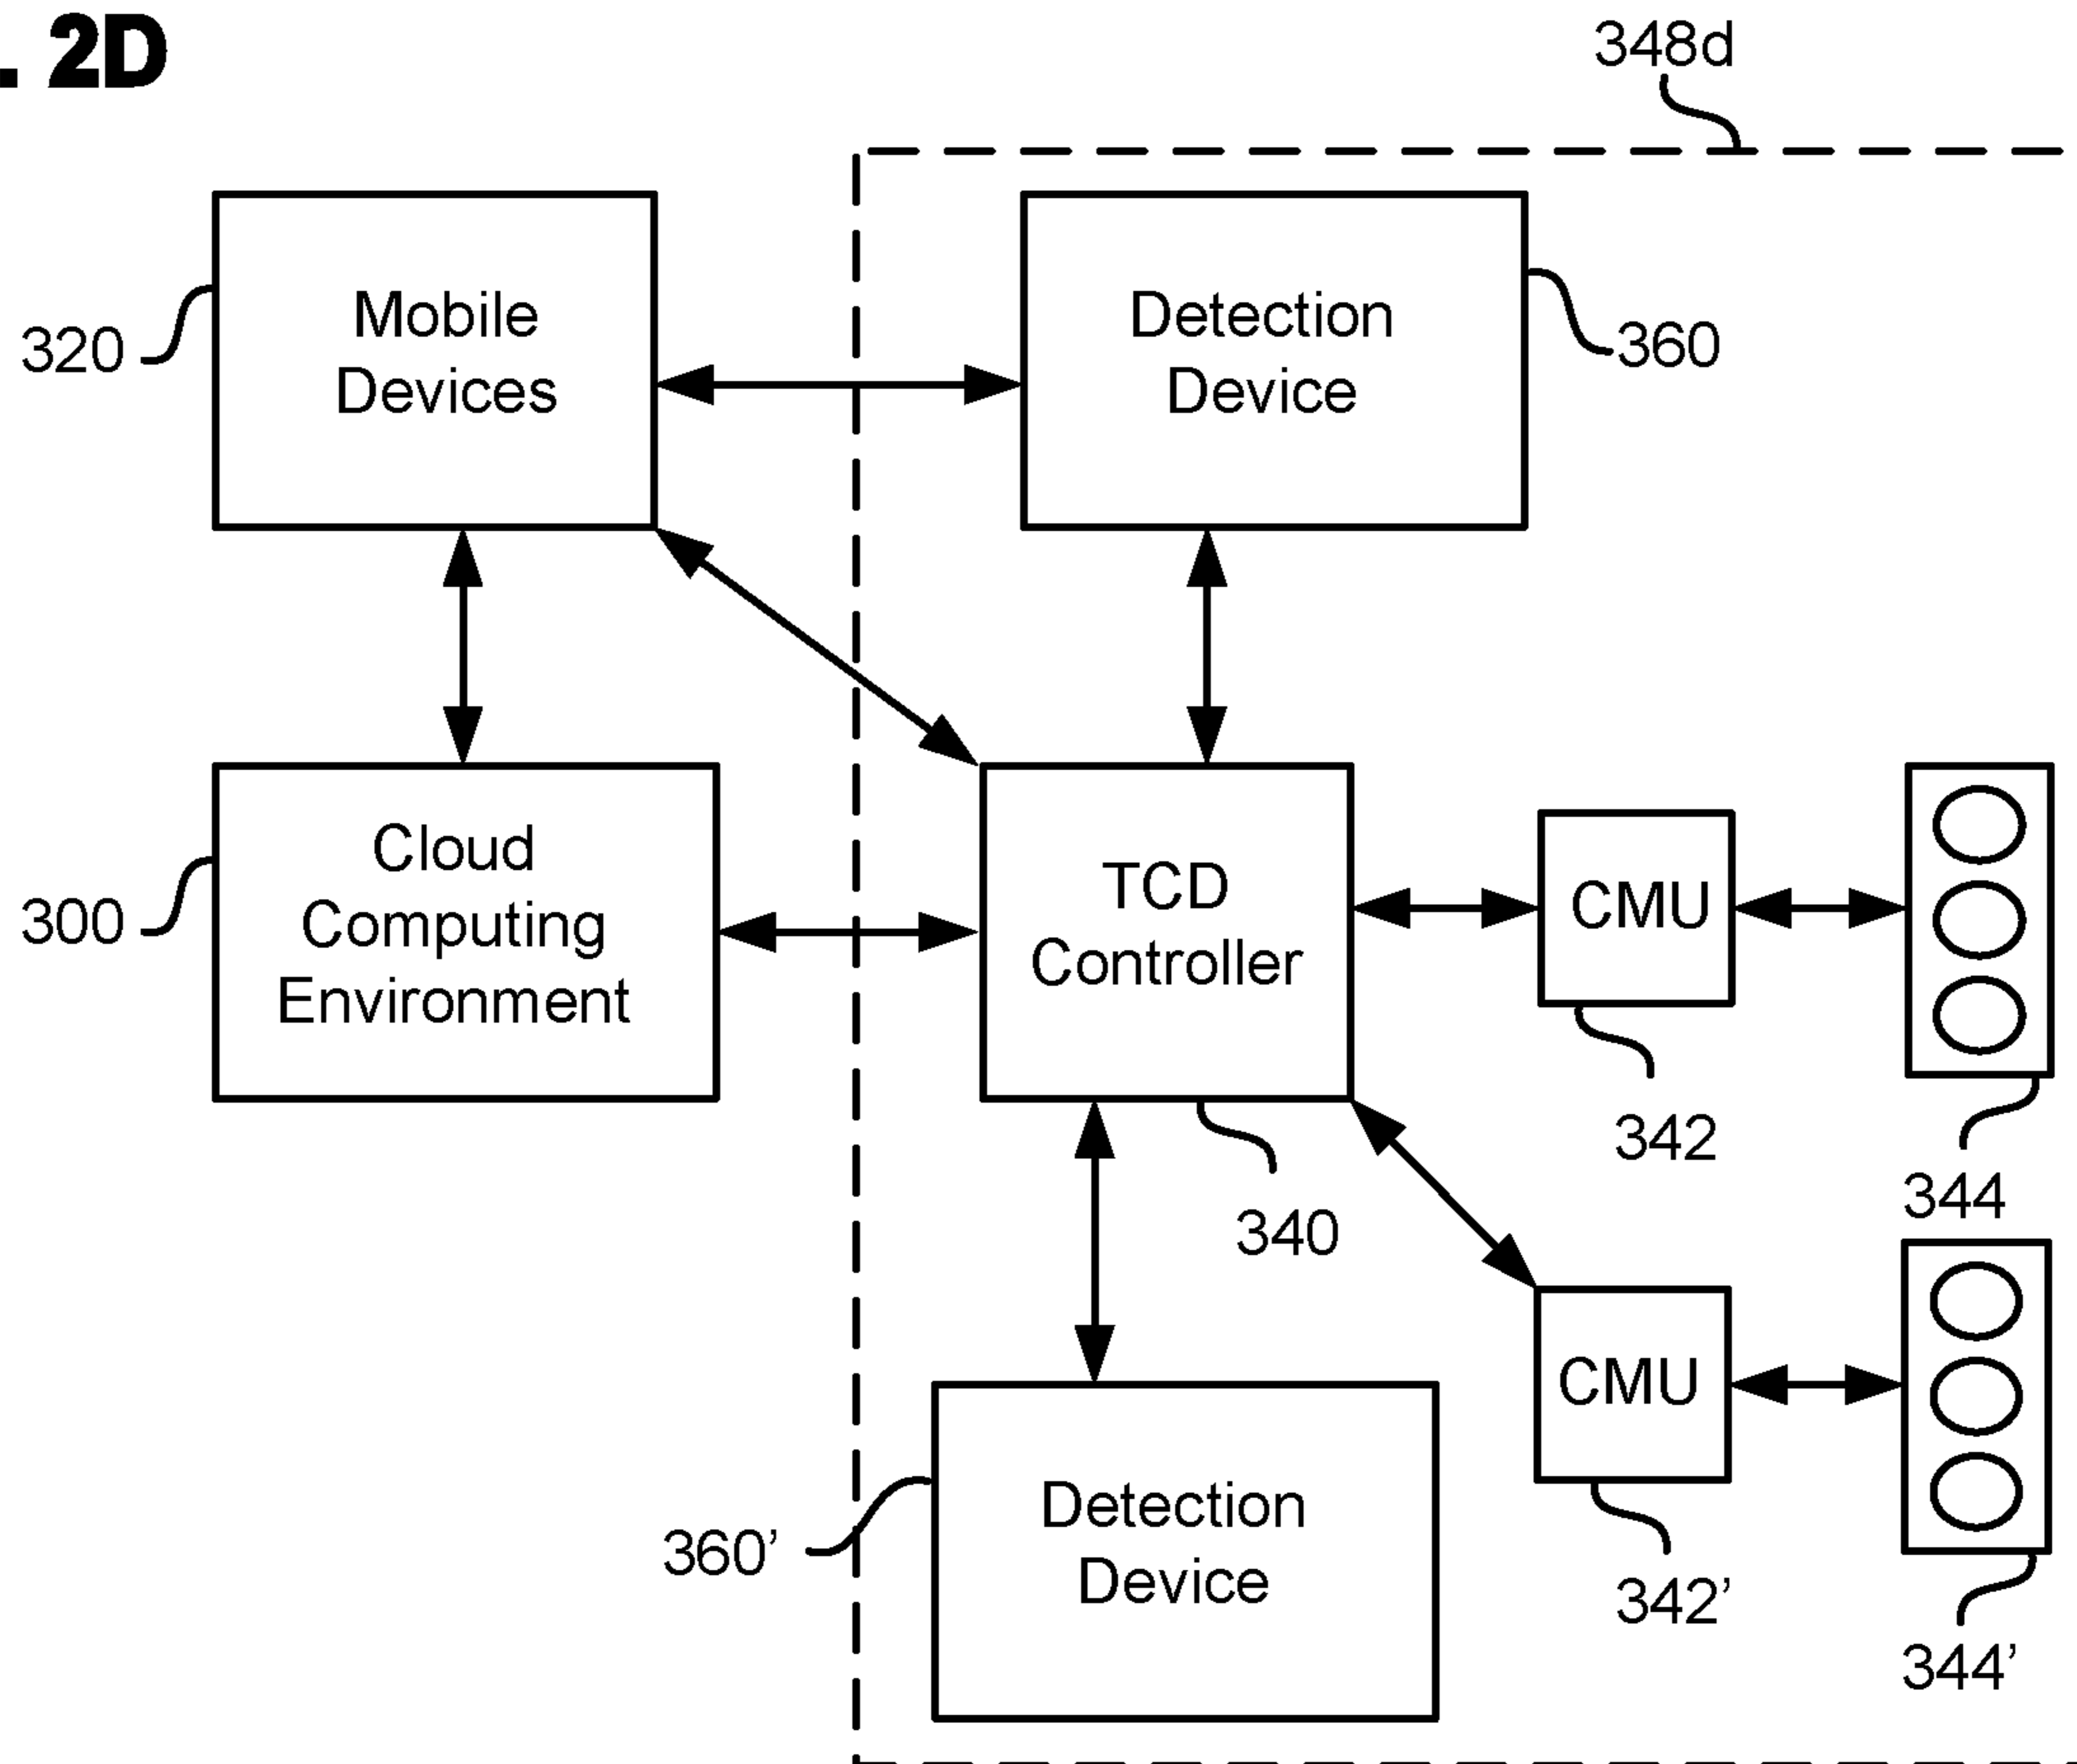 . 2D
348d
Mobile
Devices
320
Detection
Device
360
Cloud
Computing
Environment
300
TCD
Controller
340
CMU
342
344
CMU
342’
344’
Detection
Device
360’